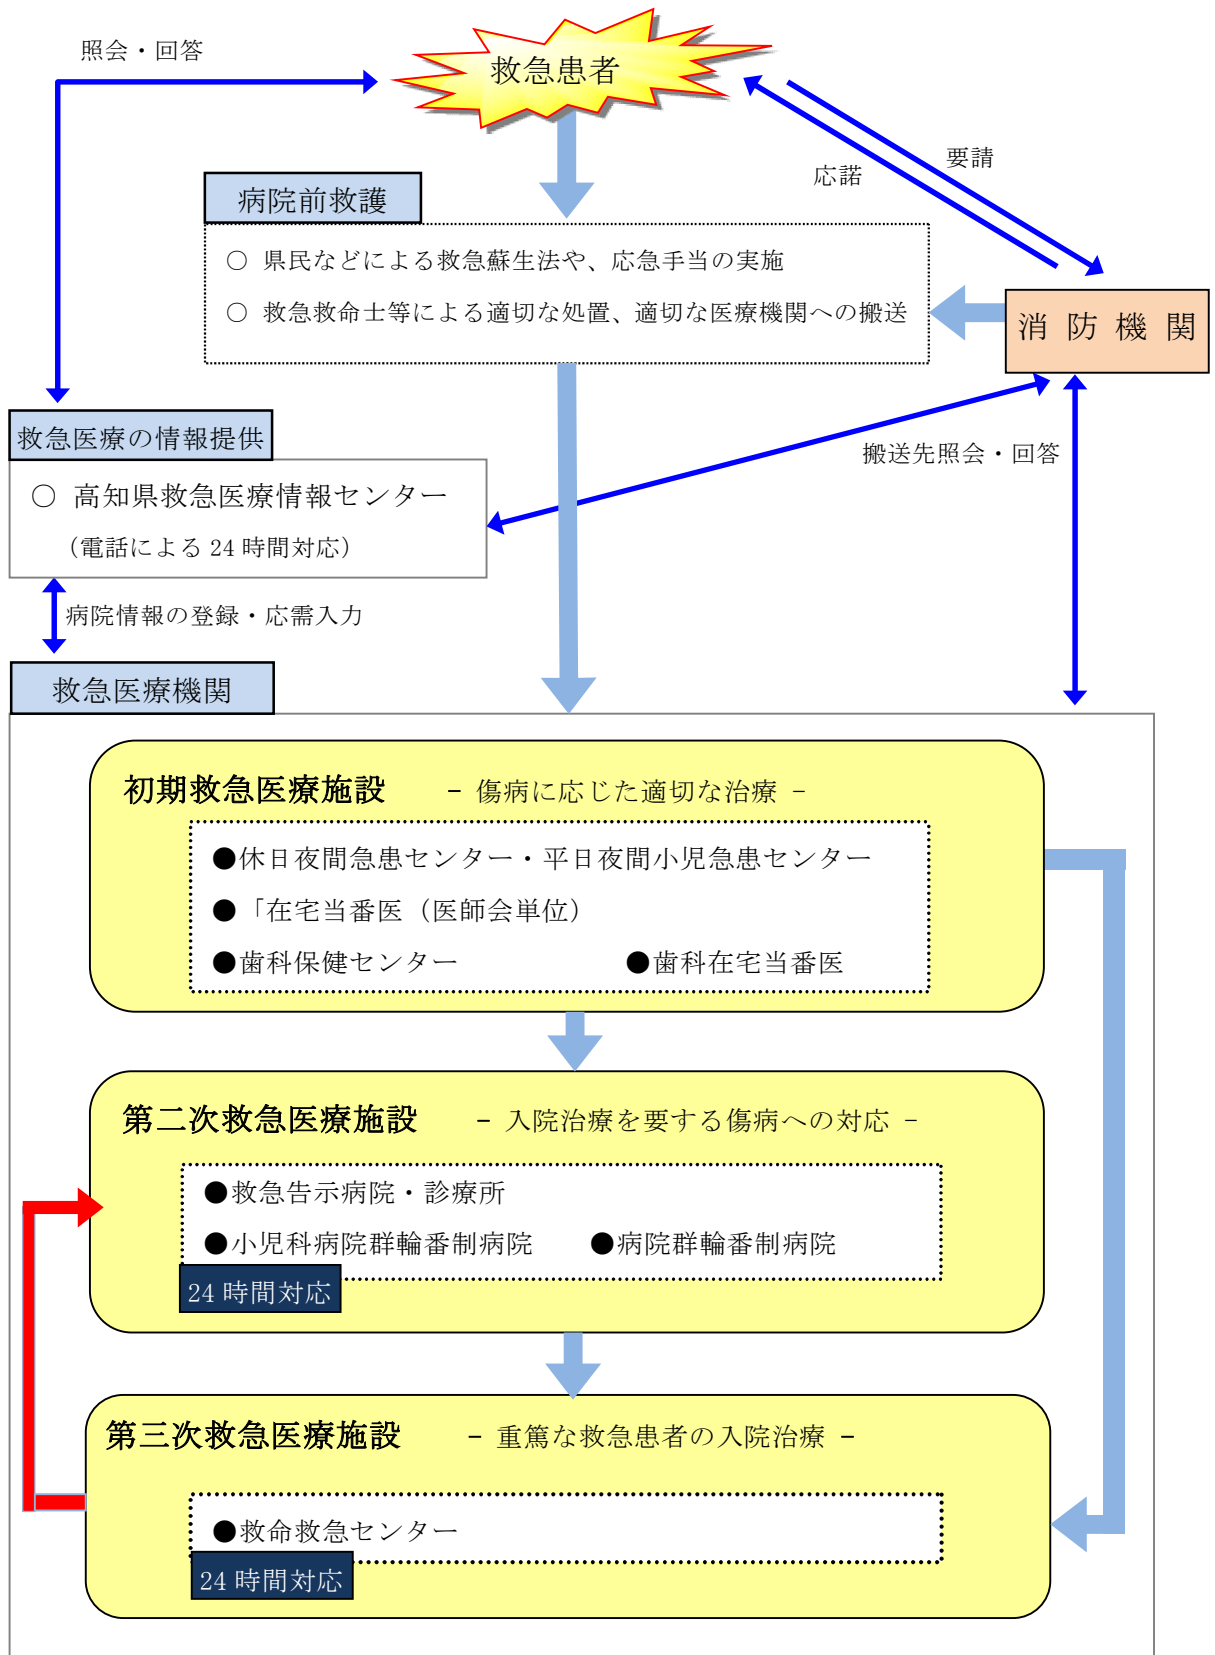 照会・回答
救急患者
要請
応諾
病院前救護
○ 県民などによる救急蘇生法や、応急手当の実施
○ 救急救命士等による適切な処置、適切な医療機関への搬送
消 防 機 関
救急医療の情報提供
搬送先照会・回答
○ 高知県救急医療情報センター
（電話による 24 時間対応）
病院情報の登録・応需入力
救急医療機関
初期救急医療施設 － 傷病に応じた適切な治療 －
●休日夜間急患センター・平日夜間小児急患センター
●「在宅当番医（医師会単位）
●歯科保健センター ●歯科在宅当番医
第二次救急医療施設 － 入院治療を要する傷病への対応 －
●救急告示病院・診療所
●小児科病院群輪番制病院 ●病院群輪番制病院
24 時間対応
第三次救急医療施設 － 重篤な救急患者の入院治療 －
●救命救急センター
24 時間対応